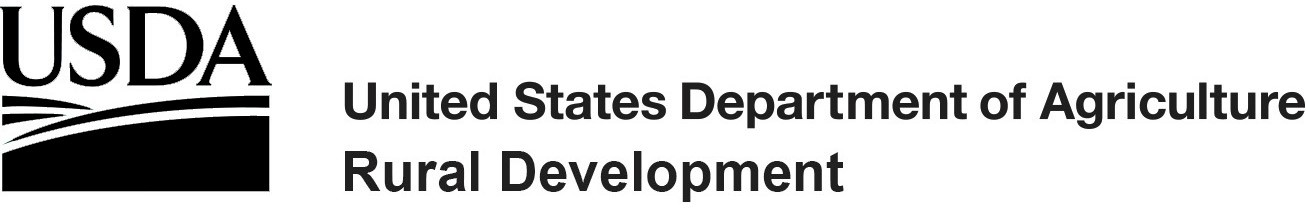 USDA
United States Department of Agriculture
Rural Development